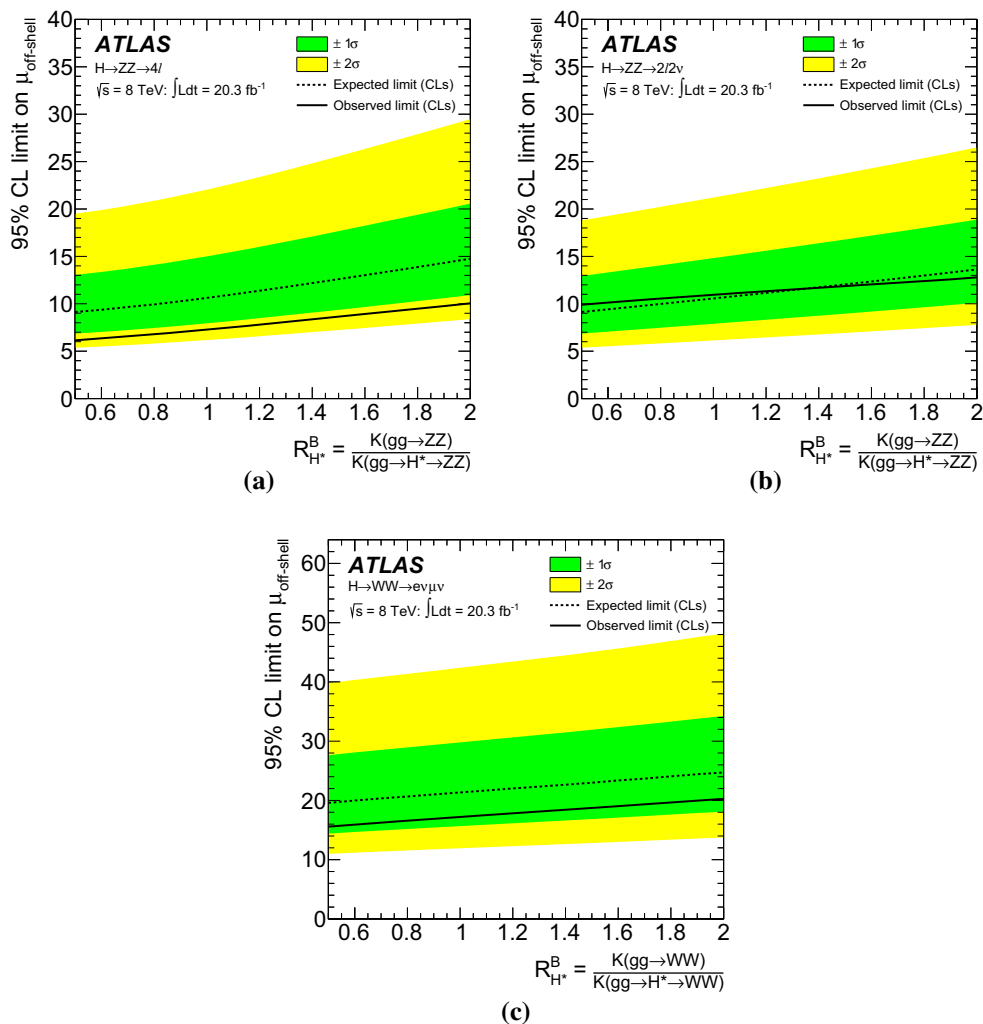 ATLAS
H→ZZ→4l
√s = 8 TeV: ∫Ldt = 20.3 fb⁻¹
± 1σ
± 2σ
Expected limit (CLs)
Observed limit (CLs)
95% CL limit on μoff-shell
40
35
30
25
20
15
10
5
0
0.6 0.8 1 1.2 1.4 1.6 1.8 2
R^B_H* = K(gg→ZZ) / K(gg→H*→ZZ)
(a)
ATLAS
H→ZZ→2l2ν
√s = 8 TeV: ∫Ldt = 20.3 fb⁻¹
± 1σ
± 2σ
Expected limit (CLs)
Observed limit (CLs)
95% CL limit on μoff-shell
40
35
30
25
20
15
10
5
0
0.6 0.8 1 1.2 1.4 1.6 1.8 2
R^B_H* = K(gg→ZZ) / K(gg→H*→ZZ)
(b)
ATLAS
H→WW→eνμν
√s = 8 TeV: ∫Ldt = 20.3 fb⁻¹
± 1σ
± 2σ
Expected limit (CLs)
Observed limit (CLs)
95% CL limit on μoff-shell
60
50
40
30
20
10
0
0.6 0.8 1 1.2 1.4 1.6 1.8 2
R^B_H* = K(gg→WW) / K(gg→H*→WW)
(c)